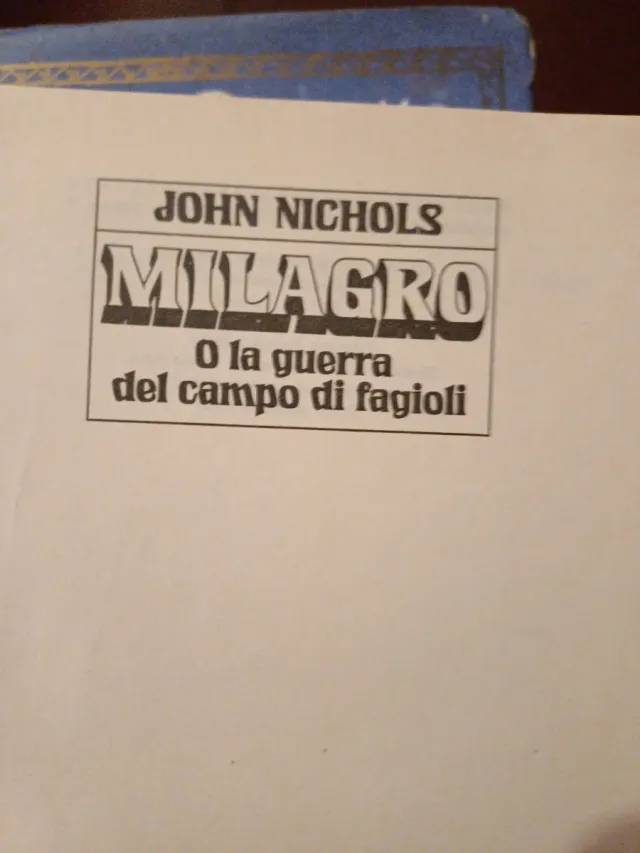 JOHN NICHOLS
MILAGRO
O la guerra
del campo di fagioli